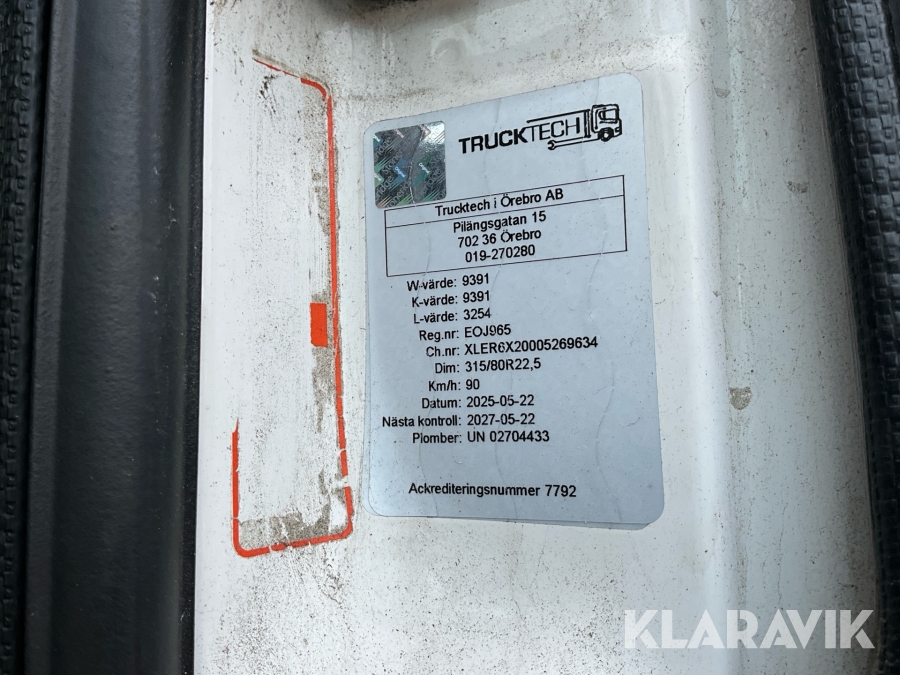 TRUCKTECH
Trucktech i Örebro AB
Pilängsgatan 15
702 36 Örebro
019-270280
W-värde: 9391
K-värde: 9391
L-värde: 3254
Reg.nr: EOJ965
Ch.nr: XLER6X20005269634
Dim: 315/80R22,5
Km/h: 90
Datum: 2025-05-22
Nästa kontroll: 2027-05-22
Plomber: UN 02704433
Ackrediteringsnummer 7792
KLARAVIK